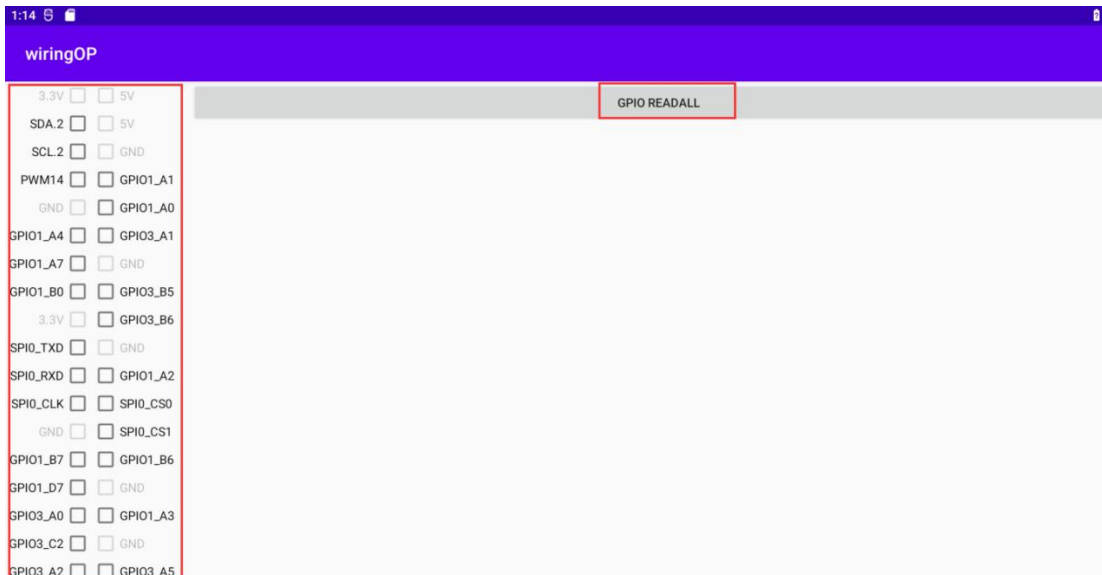 1:14
wiringOP
3.3V 5V
GPIO READALL
SDA.2 5V
SCL.2 GND
PWM14 GPIO1_A1
GND GPIO1_A0
GPIO1_A4 GPIO3_A1
GPIO1_A7 GND
GPIO1_B0 GPIO3_B5
3.3V GPIO3_B6
SPI0_TXD GND
SPI0_RXD GPIO1_A2
SPI0_CLK SPI0_CS0
GND SPI0_CS1
GPIO1_B7 GPIO1_B6
GPIO1_D7 GND
GPIO3_A0 GPIO1_A3
GPIO3_C2 GND
GPIO3_A2 GPIO3_A5